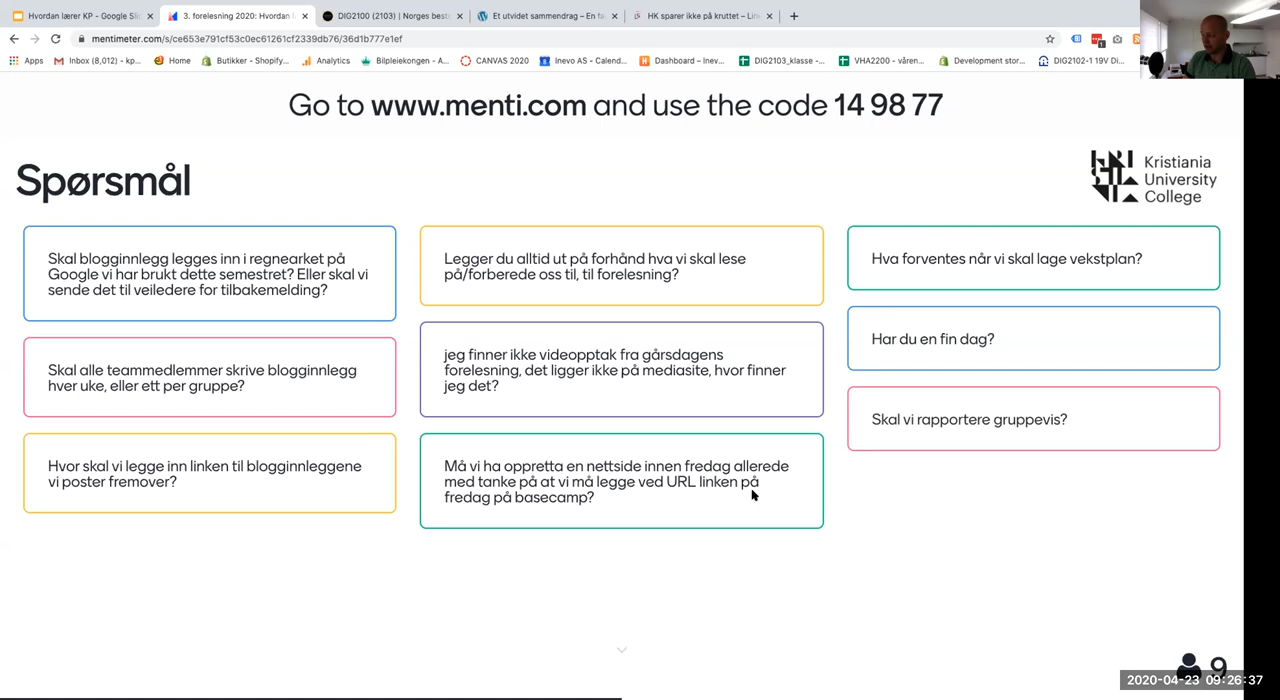 Hvordan lærer KP - Google Sli
3. forelesning 2020: Hvordan l
DIG2100 (2103) | Norges best
Et utvidet sammendrag – En fa
HK sparer ikke på kruttet – Lin
mentimeter.com/s/ce653e791cf53c0ec61261cf2339db76/36d1b777e1ef
Apps
Inbox (8,012) - kp...
Home
Butikker - Shopify...
Analytics
Bilpleiekongen - A...
CANVAS 2020
Inevo AS - Calend...
Dashboard – Inev...
DIG2103_klasse -...
VHA2200 - våren...
Development stor...
DIG2102-1 19V Di...
Go to www.menti.com and use the code 14 98 77
Spørsmål
Kristiania
University
College
Skal blogginnlegg legges inn i regnearket på
Google vi har brukt dette semestret? Eller skal vi
sende det til veiledere for tilbakemelding?
Skal alle teammedlemmer skrive blogginnlegg
hver uke, eller ett per gruppe?
Hvor skal vi legge inn linken til blogginnleggene
vi poster fremover?
Legger du alltid ut på forhånd hva vi skal lese
på/forberede oss til, til forelesning?
jeg finner ikke videopptak fra gårsdagens
forelesning, det ligger ikke på mediasite, hvor finner
jeg det?
Må vi ha oppretta en nettside innen fredag allerede
med tanke på at vi må legge ved URL linken på
fredag på basecamp?
Hva forventes når vi skal lage vekstplan?
Har du en fin dag?
Skal vi rapportere gruppevis?
9
2020-04-23 09:26:37